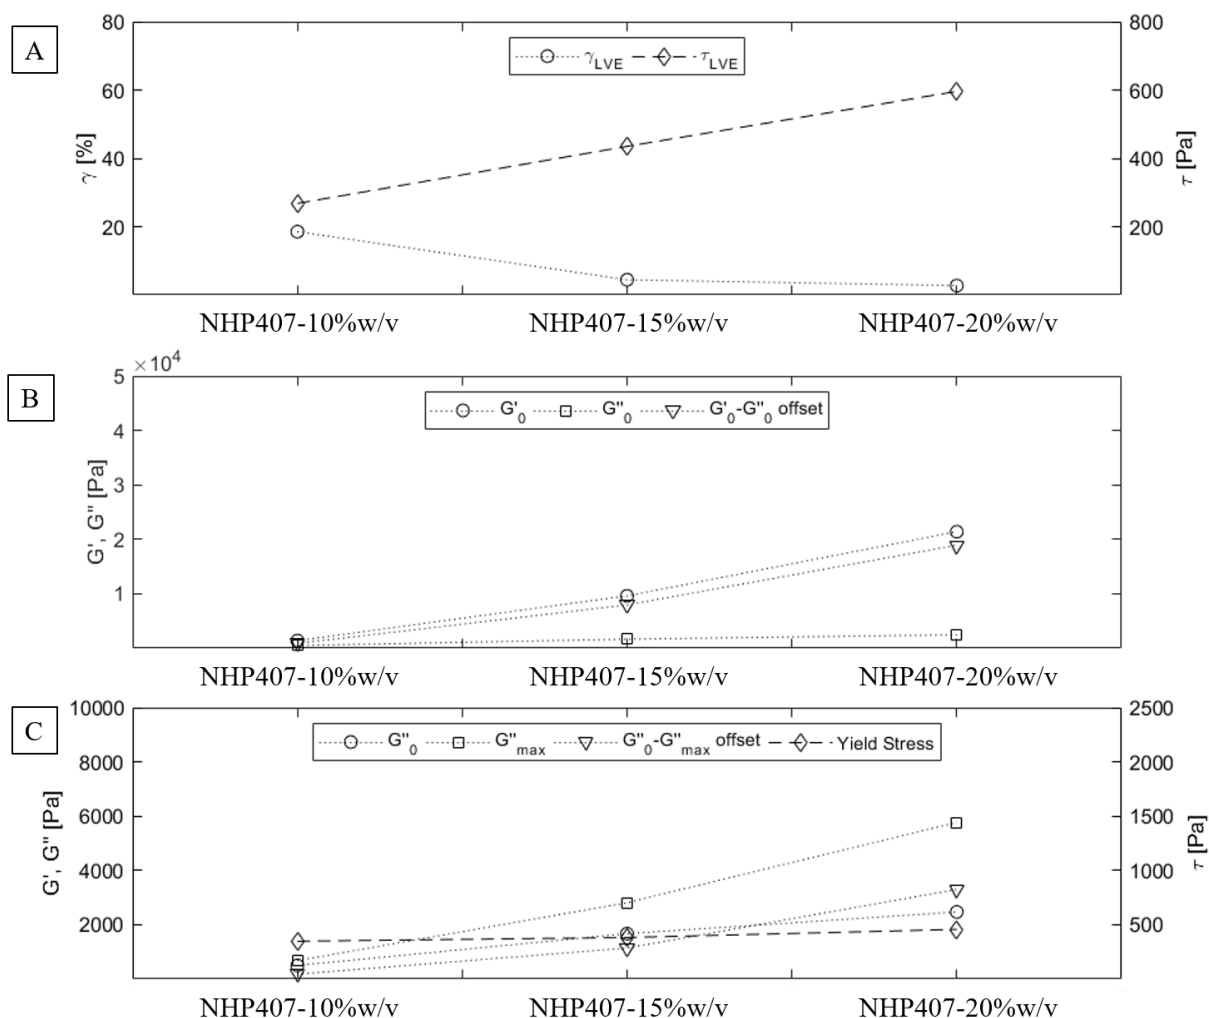 A
80
60
40
20
γ [%]
γLVE τLVE
800
600
400
200
τ [Pa]
NHP407-10%w/v NHP407-15%w/v NHP407-20%w/v
B
×10⁴
5
4
3
2
1
G', G'' [Pa]
G'0 G''0 G'0-G''0 offset
NHP407-10%w/v NHP407-15%w/v NHP407-20%w/v
C
10000
8000
6000
4000
2000
G', G'' [Pa]
G''0 G''max G''0-G''max offset Yield Stress
2500
2000
1500
1000
500
τ [Pa]
NHP407-10%w/v NHP407-15%w/v NHP407-20%w/v